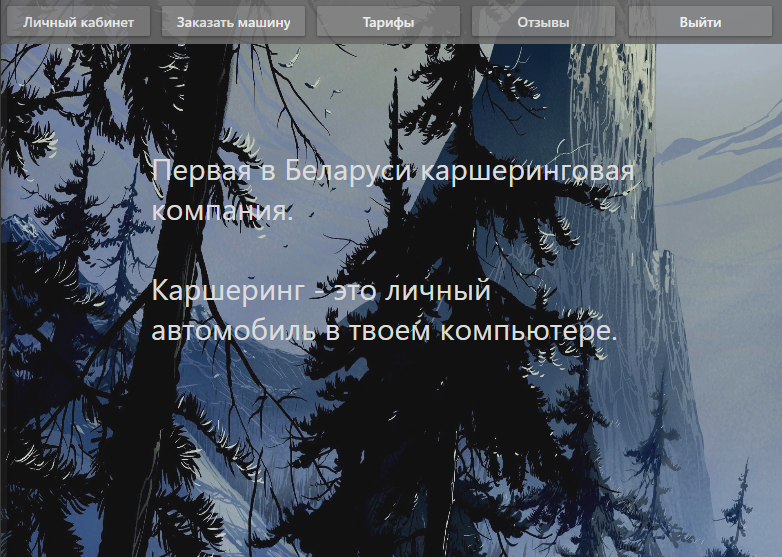 Личный кабинет
Заказать машину
Тарифы
Отзывы
Выйти
Первая в Беларуси каршеринговая
компания.
Каршеринг - это личный
автомобиль в твоем компьютере.